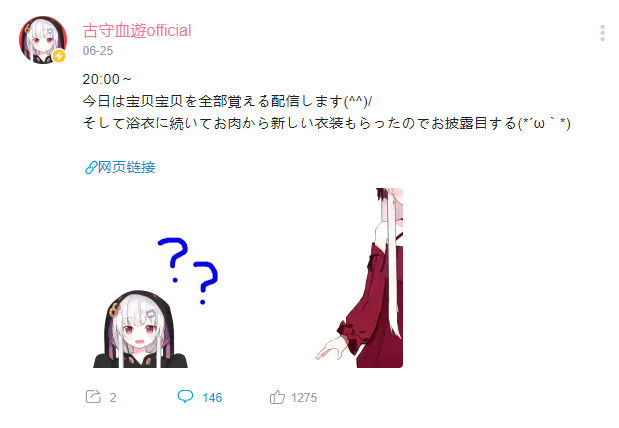 古守血遊official
06-25
20:00～
今日は宝贝宝贝を全部覚える配信します(^^)/
そして浴衣に続いてお肉から新しい衣装もらったのでお披露目する(*´ω｀*)
网页链接
??
2
146
1275